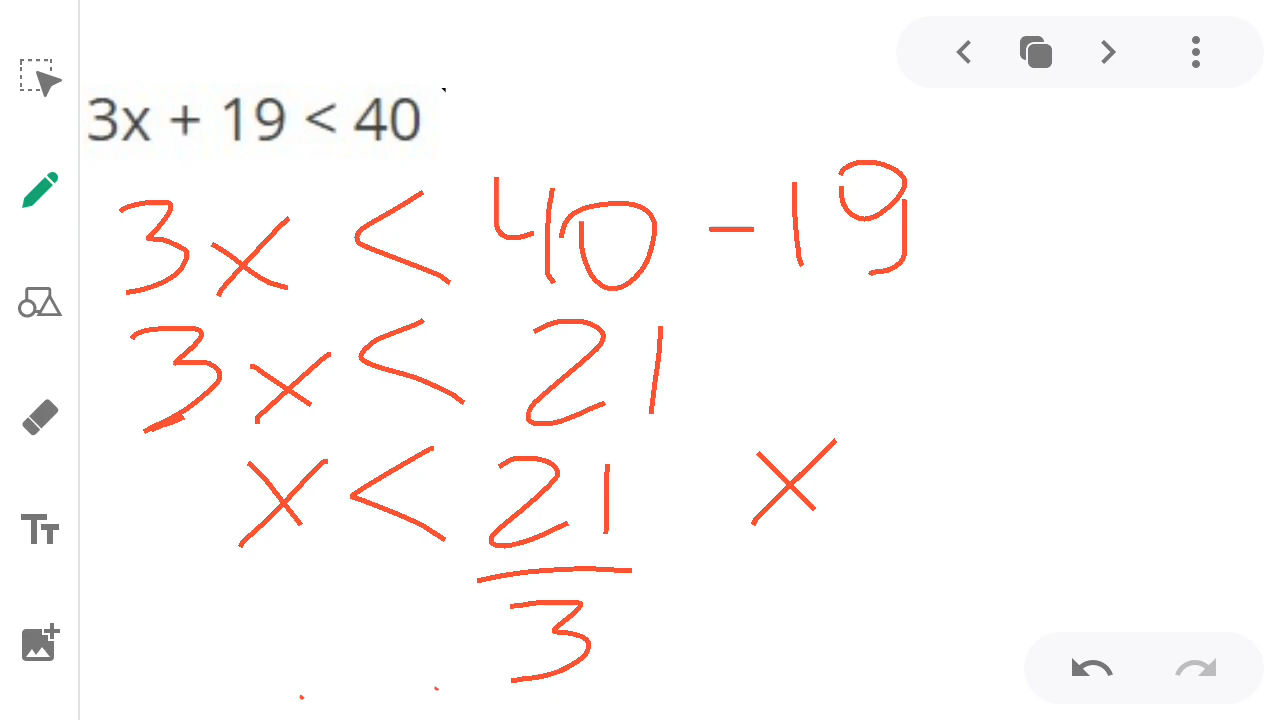 3x + 19 < 40
3x < 40 - 19
3x < 21
x < 21 x
3